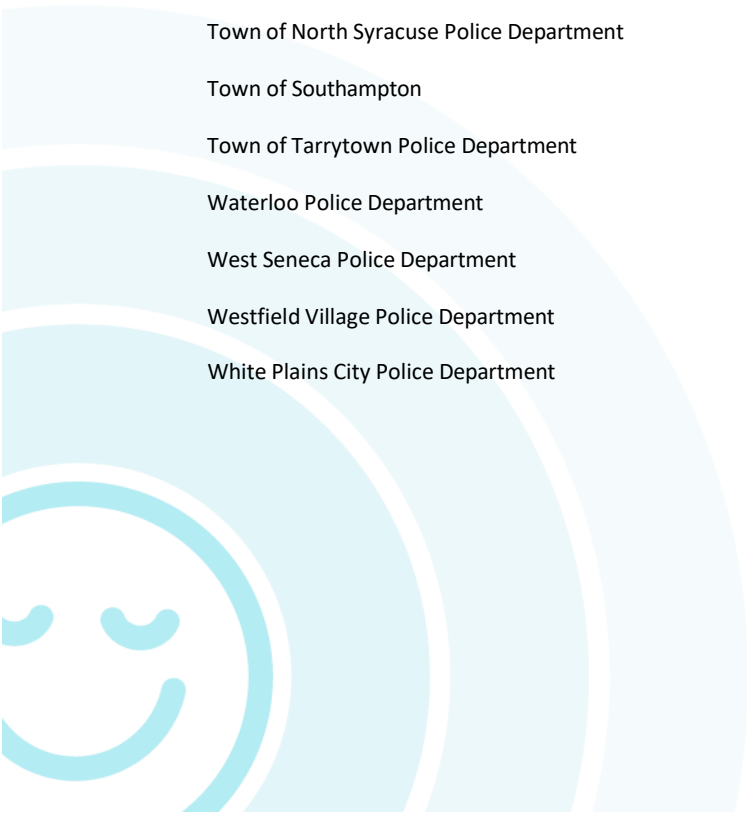 Town of North Syracuse Police Department
Town of Southampton
Town of Tarrytown Police Department
Waterloo Police Department
West Seneca Police Department
Westfield Village Police Department
White Plains City Police Department